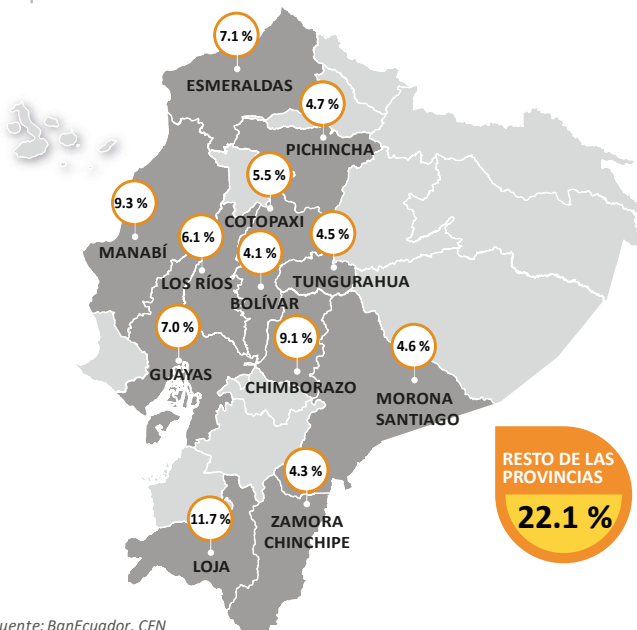 7.1 %
ESMERALDAS
4.7 %
PICHINCHA
5.5 %
COTOPAXI
9.3 %
MANABÍ
6.1 %
LOS RÍOS
4.1 %
BOLÍVAR
4.5 %
TUNGURAHUA
7.0 %
GUAYAS
9.1 %
CHIMBORAZO
4.6 %
MORONA
SANTIAGO
4.3 %
ZAMORA
CHINCHIPE
11.7 %
LOJA
RESTO DE LAS
PROVINCIAS
22.1 %
uente: BanEcuador, CFN